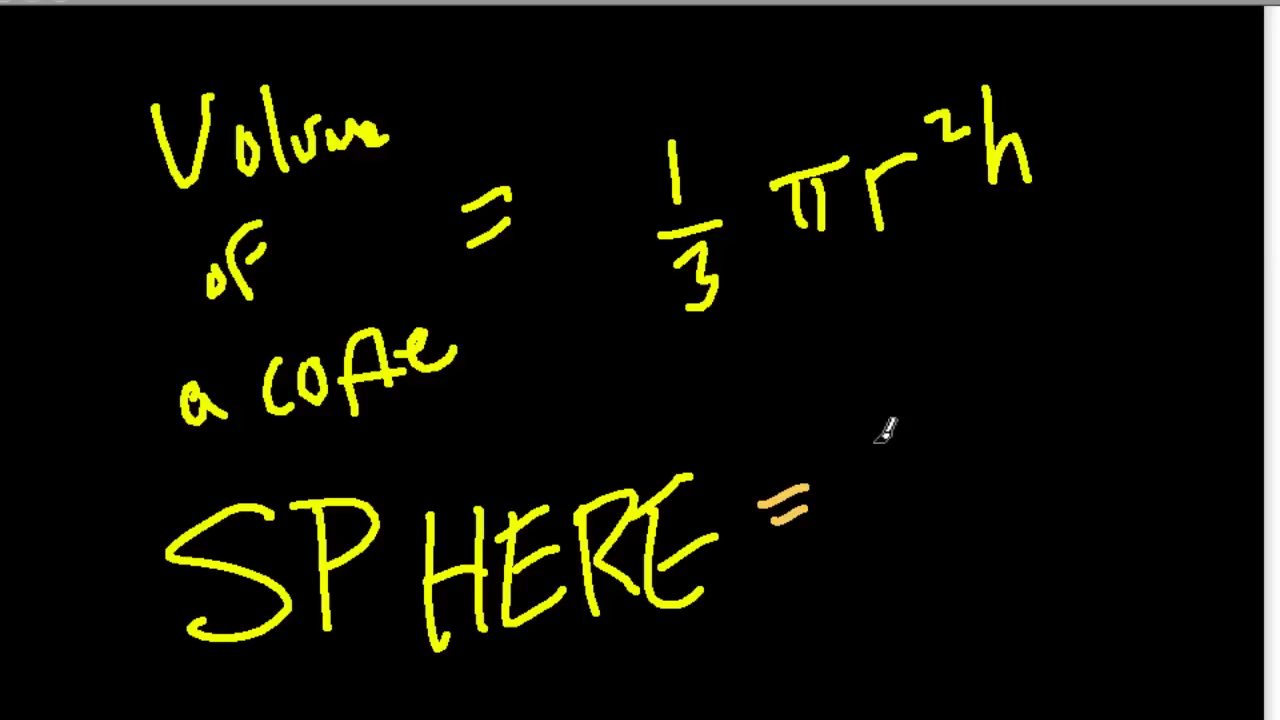 Volume
of
a cone
= 1/3 πr²h
SPHERE =